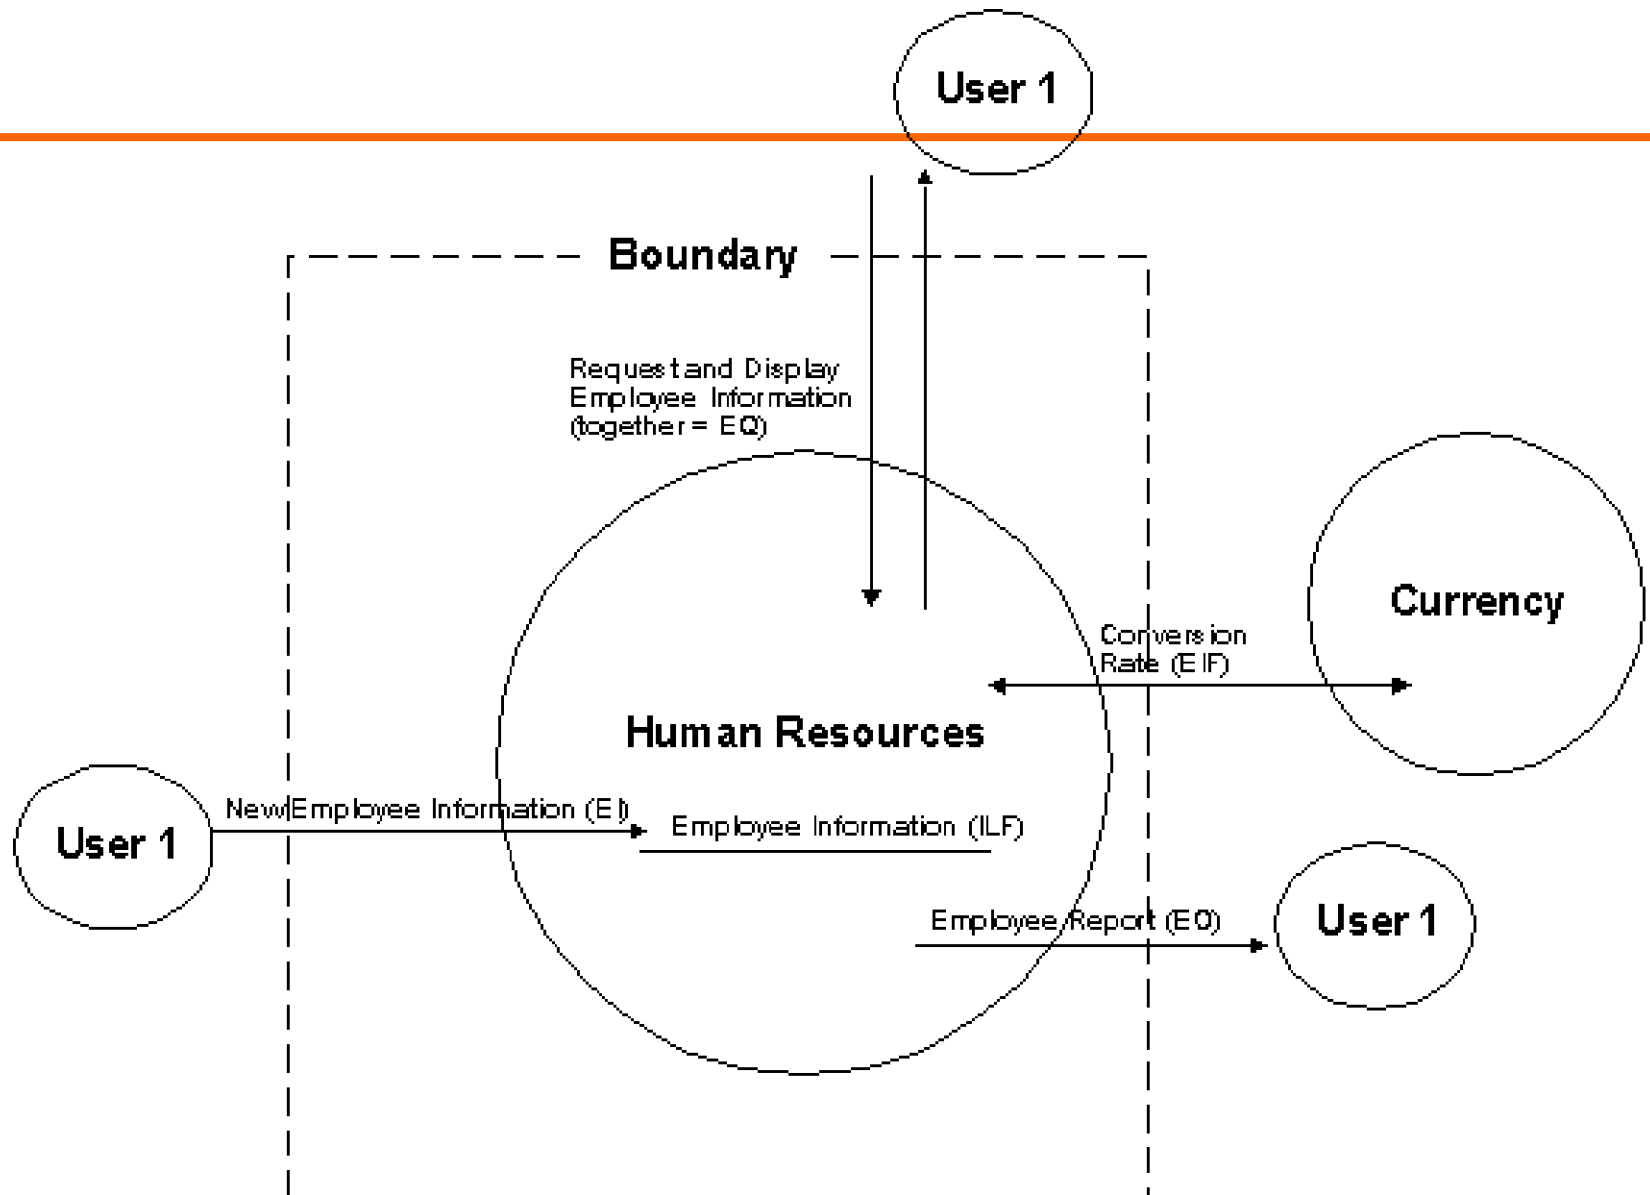 User 1
Boundary
Request and Display
Employee Information
(together = EQ)
Currency
Conversion
Rate (EIF)
Human Resources
New Employee Information (EI)
Employee Information (ILF)
User 1
Employee Report (EO)
User 1